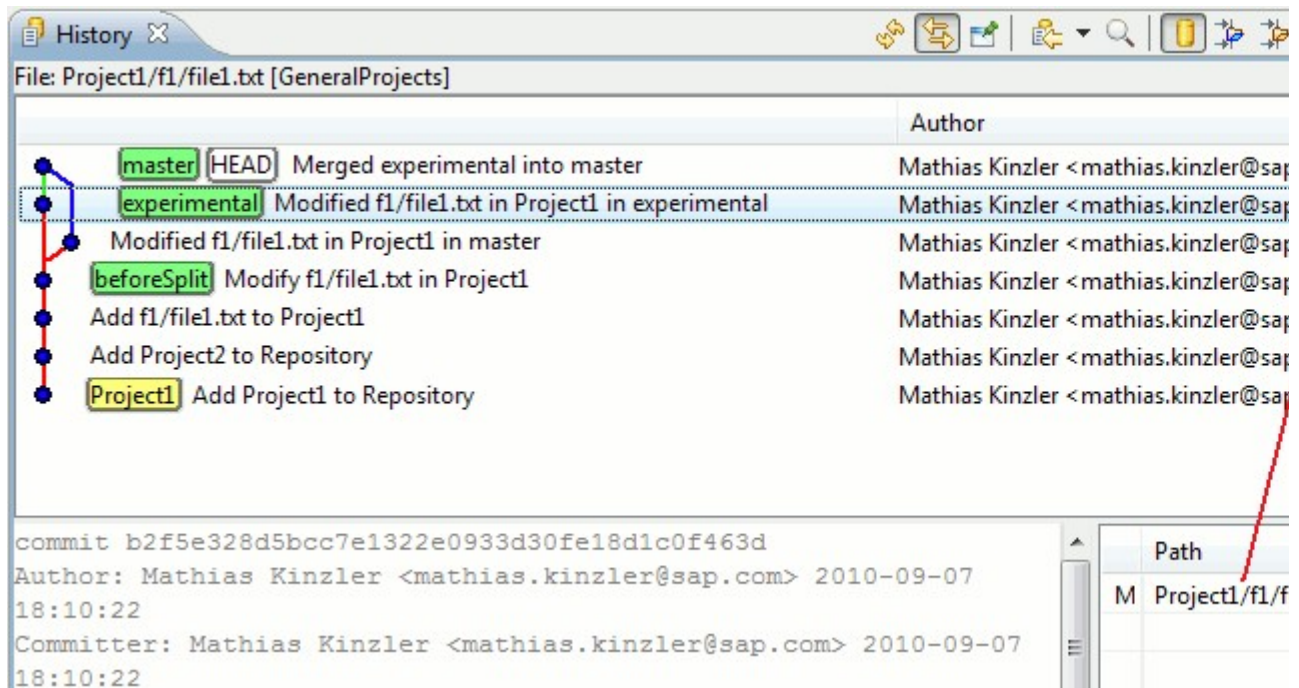 History
File: Project1/f1/file1.txt [GeneralProjects]
Author
master HEAD Merged experimental into master Mathias Kinzler <mathias.kinzler@sap
experimental Modified f1/file1.txt in Project1 in experimental Mathias Kinzler <mathias.kinzler@sap
Modified f1/file1.txt in Project1 in master Mathias Kinzler <mathias.kinzler@sap
beforeSplit Modify f1/file1.txt in Project1 Mathias Kinzler <mathias.kinzler@sap
Add f1/file1.txt to Project1 Mathias Kinzler <mathias.kinzler@sap
Add Project2 to Repository Mathias Kinzler <mathias.kinzler@sap
Project1 Add Project1 to Repository Mathias Kinzler <mathias.kinzler@sap
commit b2f5e328d5bcc7e1322e0933d30fe18d1c0f463d
Author: Mathias Kinzler <mathias.kinzler@sap.com> 2010-09-07
18:10:22
Committer: Mathias Kinzler <mathias.kinzler@sap.com> 2010-09-07
18:10:22
Path
M Project1/f1/f